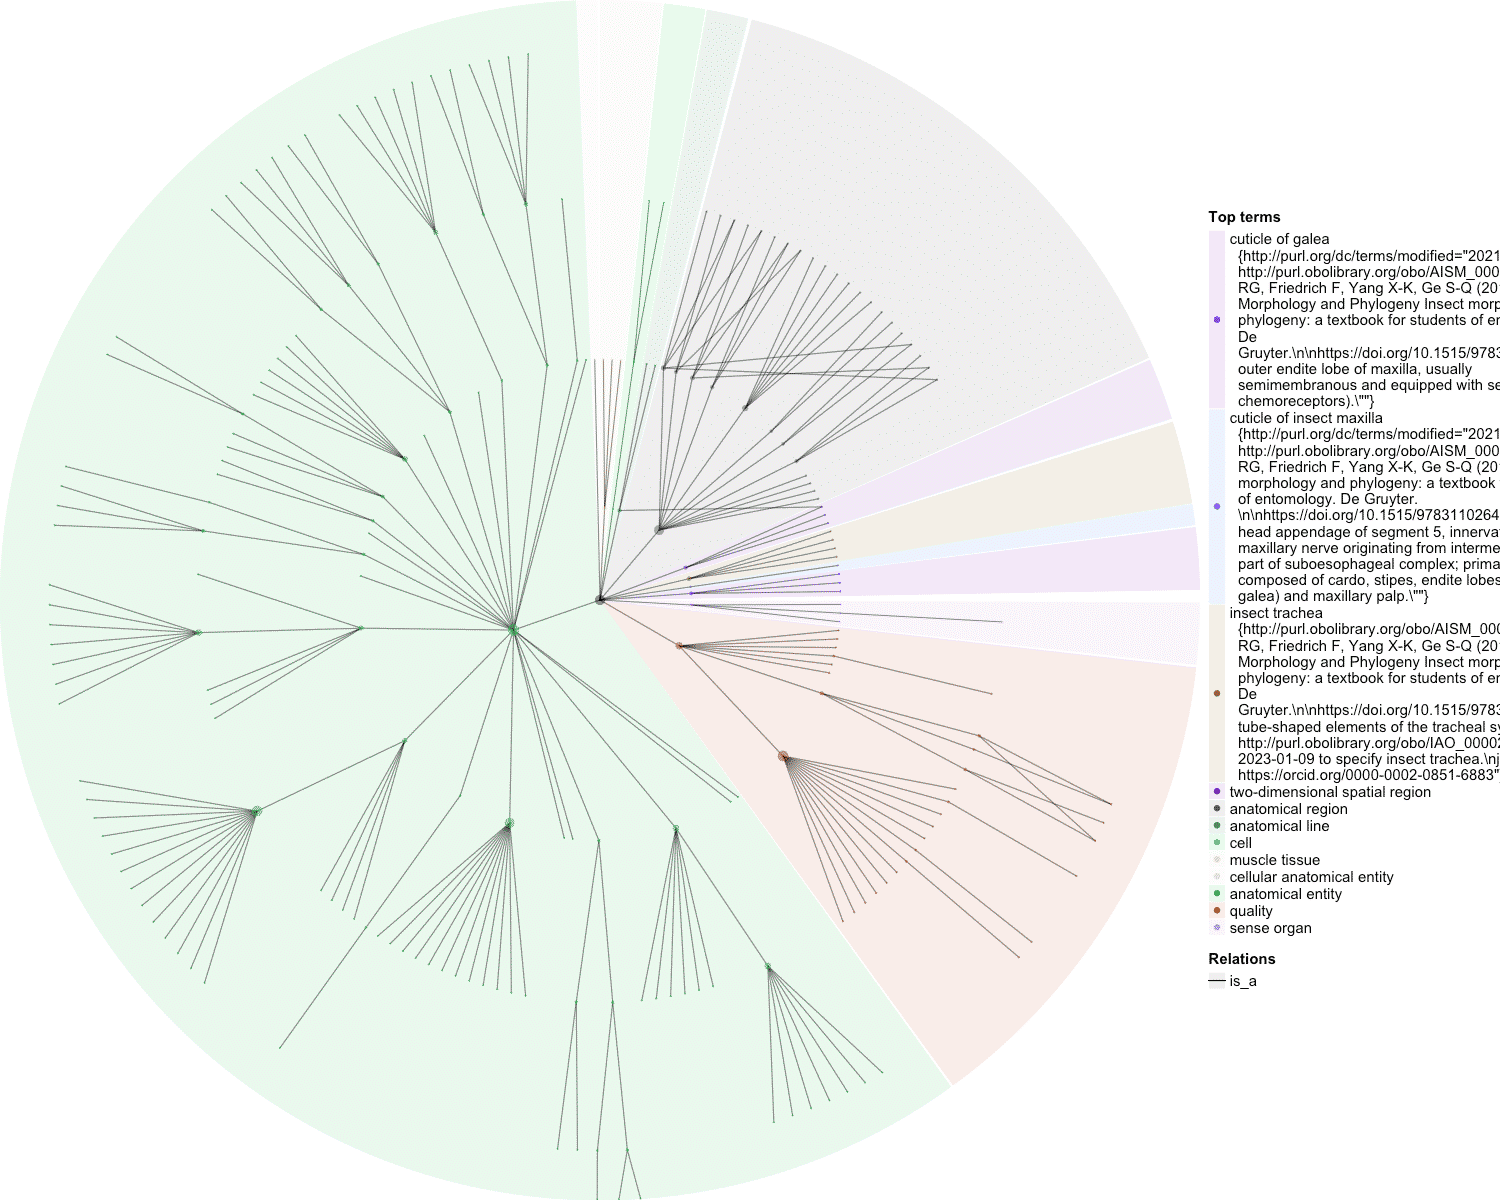 Top terms
cuticle of galea
{http://purl.org/dc/terms/modified="2021
http://purl.obolibrary.org/obo/AISM_000
RG, Friedrich F, Yang X-K, Ge S-Q (20
Morphology and Phylogeny Insect morp
phylogeny: a textbook for students of en
De
Gruyter.\n\nhttps://doi.org/10.1515/9783
outer endite lobe of maxilla, usually
semimembranous and equipped with se
chemoreceptors).\""}
cuticle of insect maxilla
{http://purl.org/dc/terms/modified="2021
http://purl.obolibrary.org/obo/AISM_000
RG, Friedrich F, Yang X-K, Ge S-Q (20
morphology and phylogeny: a textbook
of entomology. De Gruyter.
\n\nhttps://doi.org/10.1515/9783110264
head appendage of segment 5, innerva
maxillary nerve originating from interme
part of suboesophageal complex; prima
composed of cardo, stipes, endite lobes
galea) and maxillary palp.\""}
insect trachea
{http://purl.obolibrary.org/obo/AISM_000
RG, Friedrich F, Yang X-K, Ge S-Q (20
Morphology and Phylogeny Insect morp
phylogeny: a textbook for students of en
De
Gruyter.\n\nhttps://doi.org/10.1515/9783
tube-shaped elements of the tracheal sy
http://purl.obolibrary.org/obo/IAO_00002
2023-01-09 to specify insect trachea.\nj
https://orcid.org/0000-0002-0851-6883"
two-dimensional spatial region
anatomical region
anatomical line
cell
muscle tissue
cellular anatomical entity
anatomical entity
quality
sense organ
Relations
is_a